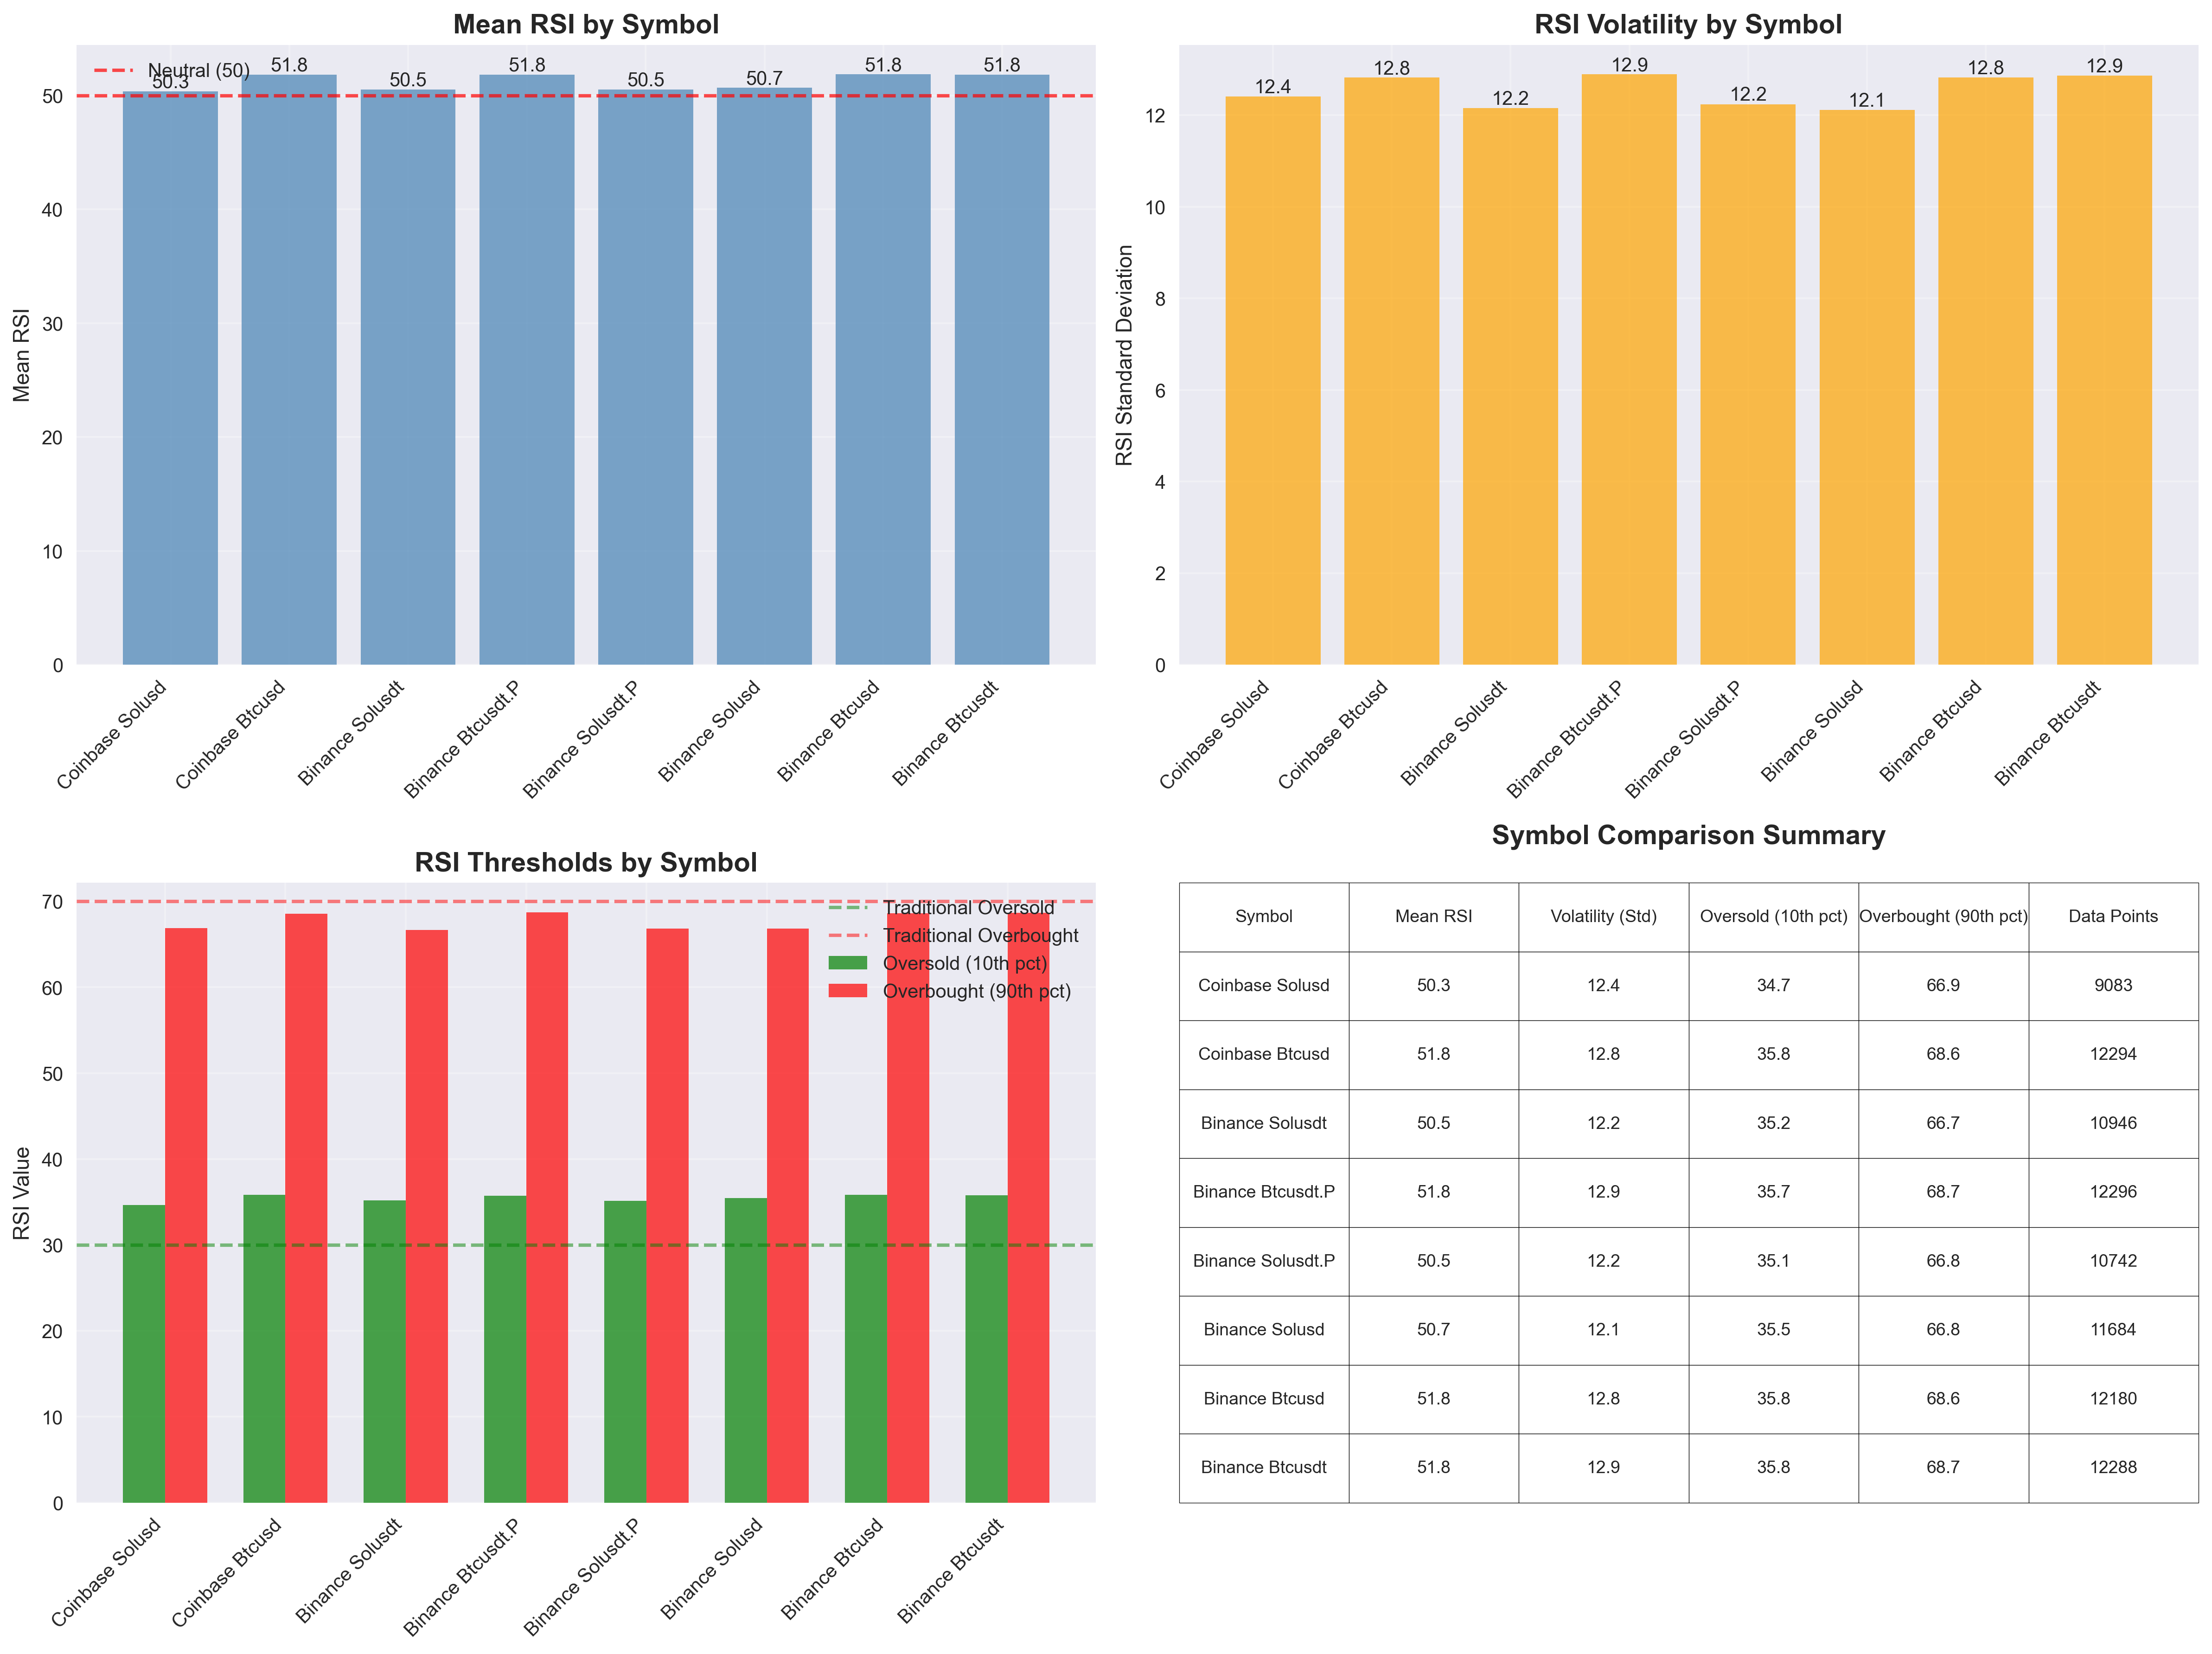 Mean RSI by Symbol
Neutral (50)
50.3
51.8
50.5
51.8
50.5
50.7
51.8
51.8
50
40
30
20
10
0
Mean RSI
Coinbase Solusd
Coinbase Btcusd
Binance Solusdt
Binance Btcusdt.P
Binance Solusdt.P
Binance Solusd
Binance Btcusd
Binance Btcusdt
RSI Volatility by Symbol
12.4
12.8
12.2
12.9
12.2
12.1
12.8
12.9
12
10
8
6
4
2
0
RSI Standard Deviation
Coinbase Solusd
Coinbase Btcusd
Binance Solusdt
Binance Btcusdt.P
Binance Solusdt.P
Binance Solusd
Binance Btcusd
Binance Btcusdt
RSI Thresholds by Symbol
Traditional Oversold
Traditional Overbought
Oversold (10th pct)
Overbought (90th pct)
70
60
50
40
30
20
10
0
RSI Value
Coinbase Solusd
Coinbase Btcusd
Binance Solusdt
Binance Btcusdt.P
Binance Solusdt.P
Binance Solusd
Binance Btcusd
Binance Btcusdt
Symbol Comparison Summary
Symbol Mean RSI Volatility (Std) Oversold (10th pct) Overbought (90th pct) Data Points
Coinbase Solusd 50.3 12.4 34.7 66.9 9083
Coinbase Btcusd 51.8 12.8 35.8 68.6 12294
Binance Solusdt 50.5 12.2 35.2 66.7 10946
Binance Btcusdt.P 51.8 12.9 35.7 68.7 12296
Binance Solusdt.P 50.5 12.2 35.1 66.8 10742
Binance Solusd 50.7 12.1 35.5 66.8 11684
Binance Btcusd 51.8 12.8 35.8 68.6 12180
Binance Btcusdt 51.8 12.9 35.8 68.7 12288